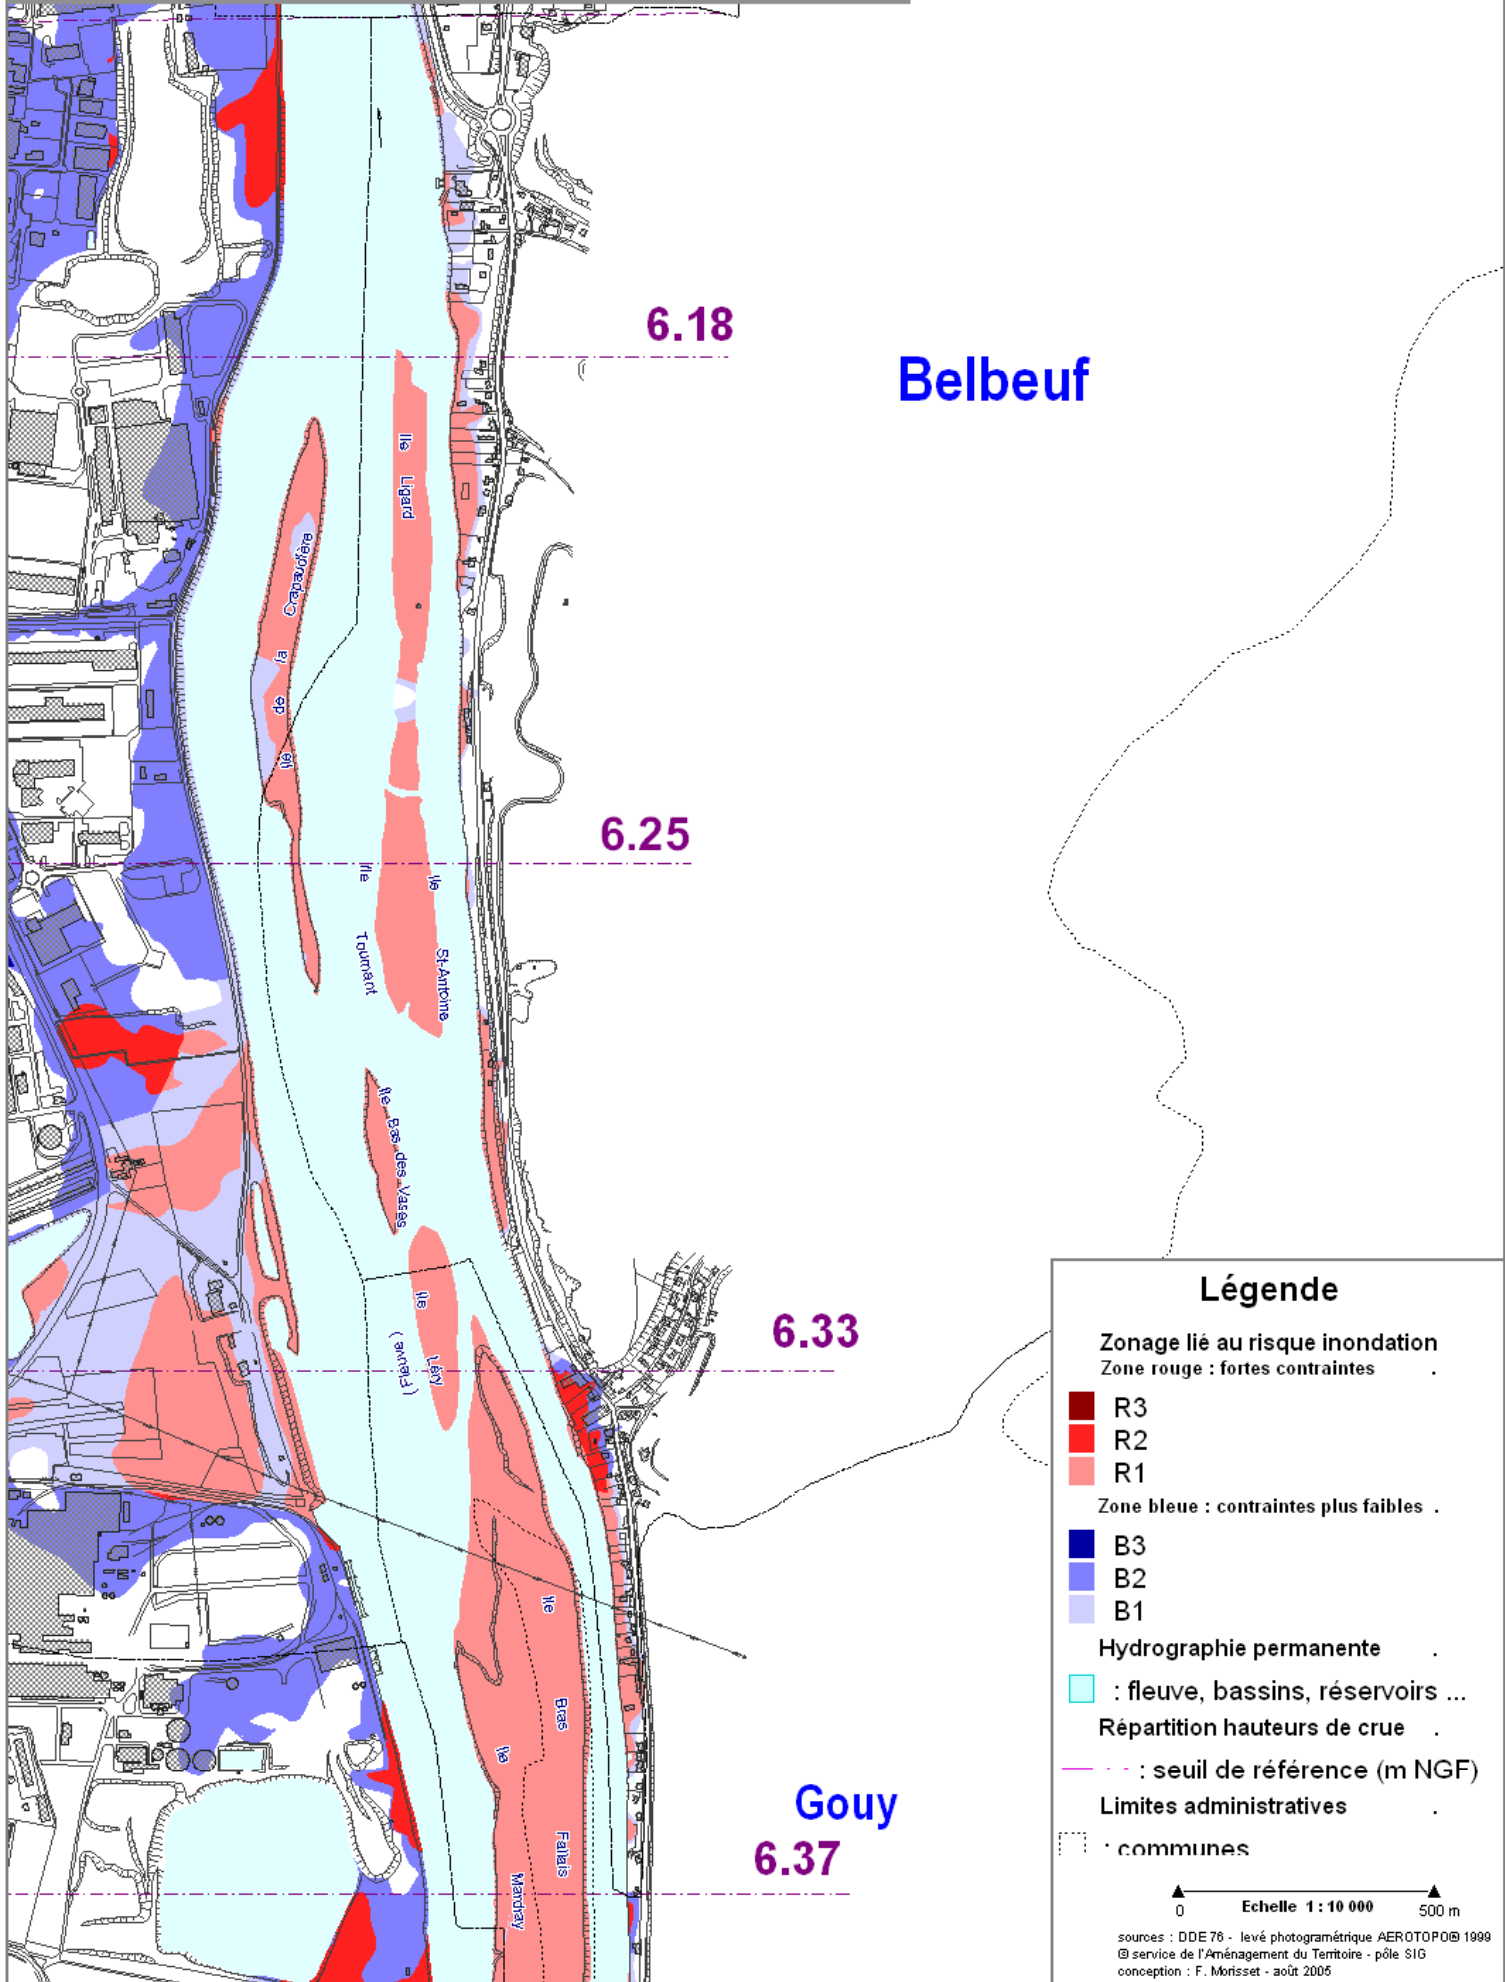 6.18
Belbeuf
Ile Ligard
Ile de la Crapaudière
6.25
Ile Tournant
Ile St-Antoine
Ile Bas des Vases
Ile Léry
( Fleuve )
6.33
Ile Bras Fallais
Ile Mardray
Gouy
6.37
Légende
Zonage lié au risque inondation
Zone rouge : fortes contraintes .
R3
R2
R1
Zone bleue : contraintes plus faibles .
B3
B2
B1
Hydrographie permanente .
: fleuve, bassins, réservoirs ...
Répartition hauteurs de crue .
: seuil de référence (m NGF)
Limites administratives .
: communes
0 Echelle 1 : 10 000 500 m
sources : DDE 76 - levé photogramétrique AEROTOPO® 1999
© service de l'Aménagement du Territoire - pôle SIG
conception : F. Morisset - août 2005